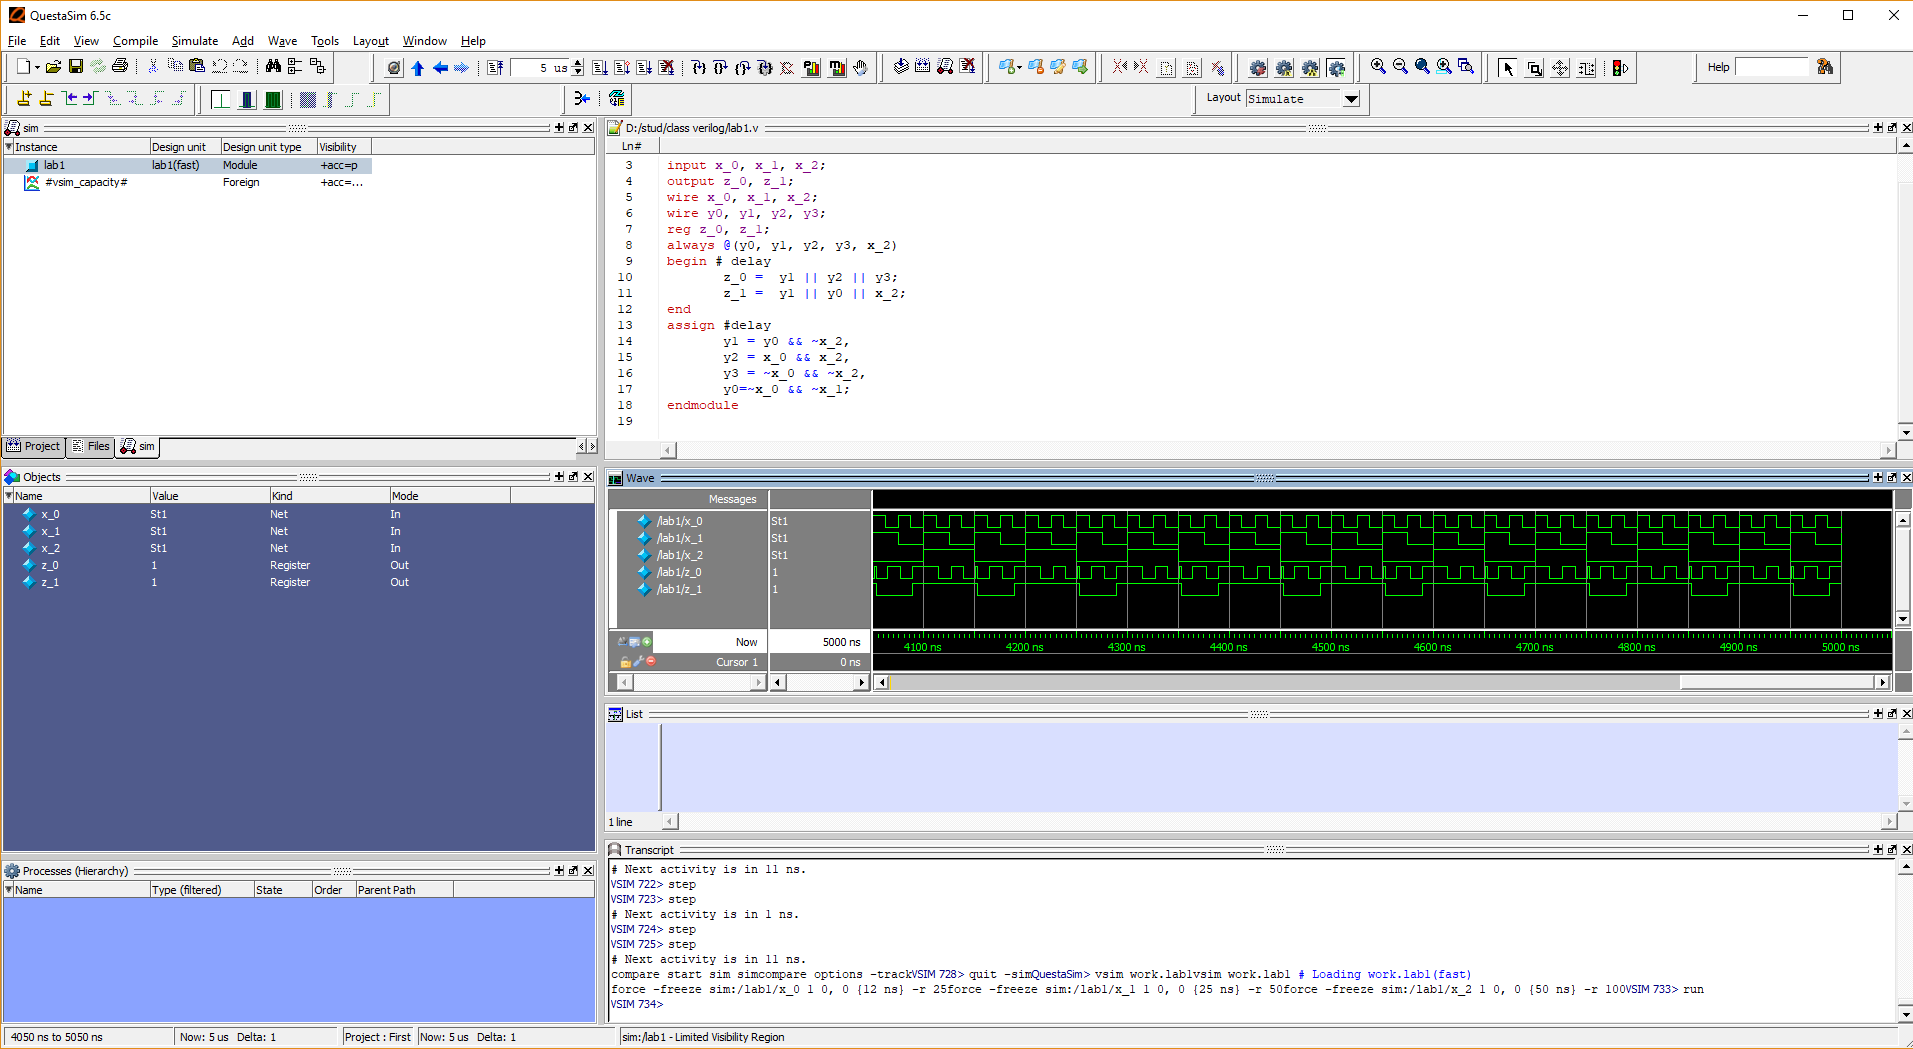 QuestaSim 6.5c
File Edit View Compile Simulate Add Wave Tools Layout Window Help
5 us
Help
Layout Simulate
sim
Instance Design unit Design unit type Visibility
lab1 lab1(fast) Module +acc=p
#vsim_capacity# Foreign +acc=...
Project Files sim
D:/stud/class verilog/lab1.v
Ln#
3 input x_0, x_1, x_2;
4 output z_0, z_1;
5 wire x_0, x_1, x_2;
6 wire y0, y1, y2, y3;
7 reg z_0, z_1;
8 always @(y0, y1, y2, y3, x_2)
9 begin # delay
10 z_0 = y1 || y2 || y3;
11 z_1 = y1 || y0 || x_2;
12 end
13 assign #delay
14 y1 = y0 && ~x_2,
15 y2 = x_0 && x_2,
16 y3 = ~x_0 && ~x_2,
17 y0=~x_0 && ~x_1;
18 endmodule
19
Objects
Name Value Kind Mode
x_0 St1 Net In
x_1 St1 Net In
x_2 St1 Net In
z_0 1 Register Out
z_1 1 Register Out
Wave
Messages
/lab1/x_0 St1
/lab1/x_1 St1
/lab1/x_2 St1
/lab1/z_0 1
/lab1/z_1 1
Now 5000 ns
Cursor 1 0 ns
4100 ns 4200 ns 4300 ns 4400 ns 4500 ns 4600 ns 4700 ns 4800 ns 4900 ns 5000 ns
List
1 line
Processes (Hierarchy)
Name Type (filtered) State Order Parent Path
Transcript
# Next activity is in 11 ns.
VSIM 722> step
VSIM 723> step
# Next activity is in 1 ns.
VSIM 724> step
VSIM 725> step
# Next activity is in 11 ns.
compare start sim simcompare options -trackVSIM 728> quit -simQuestaSim> vsim work.lab1vsim work.lab1 # Loading work.lab1(fast)
force -freeze sim:/lab1/x_0 1 0, 0 {12 ns} -r 25force -freeze sim:/lab1/x_1 1 0, 0 {25 ns} -r 50force -freeze sim:/lab1/x_2 1 0, 0 {50 ns} -r 100VSIM 733> run
VSIM 734>
4050 ns to 5050 ns Now: 5 us Delta: 1 Project : First Now: 5 us Delta: 1 sim:/lab1 - Limited Visibility Region